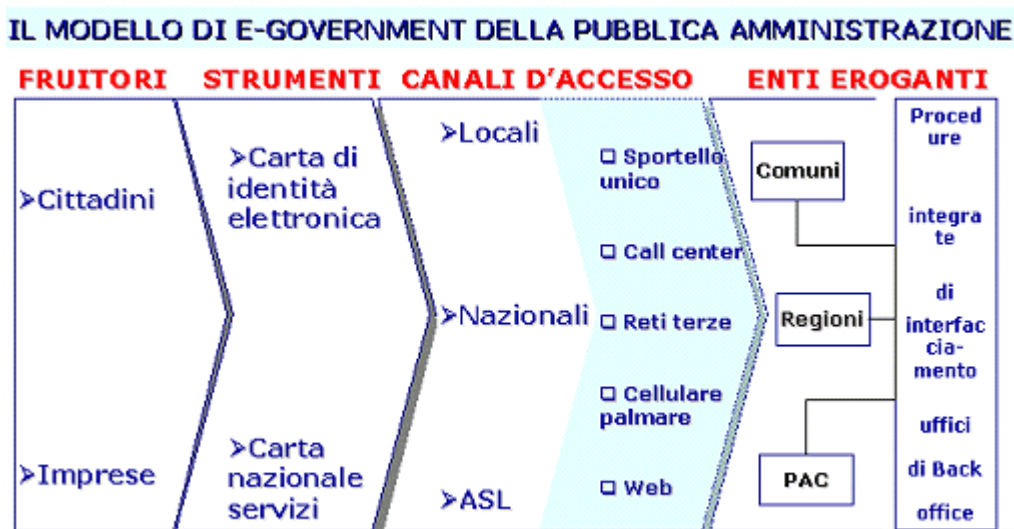 IL MODELLO DI E-GOVERNMENT DELLA PUBBLICA AMMINISTRAZIONE
FRUITORI STRUMENTI CANALI D'ACCESSO ENTI EROGANTI
➢Cittadini
➢Imprese
➢Carta di
identità
elettronica
➢Carta
nazionale
servizi
➢Locali
➢Nazionali
➢ASL
❑ Sportello
unico
❑ Call center
❑ Reti terze
❑ Cellulare
palmare
❑ Web
Comuni
Regioni
PAC
Proced
ure
integra
te
di
interfac
cia-
mento
uffici
di Back
office